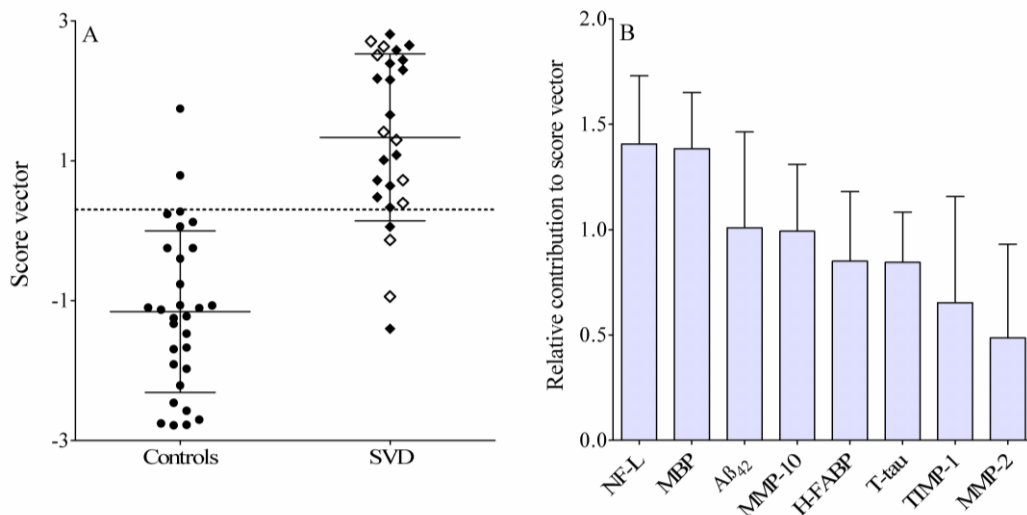 A
Score vector
3
1
-1
-3
Controls
SVD
B
Relative contribution to score vector
2.0
1.5
1.0
0.5
0.0
NF-L
MBP
Aß₄₂
MMP-10
H-FABP
T-tau
TIMP-1
MMP-2